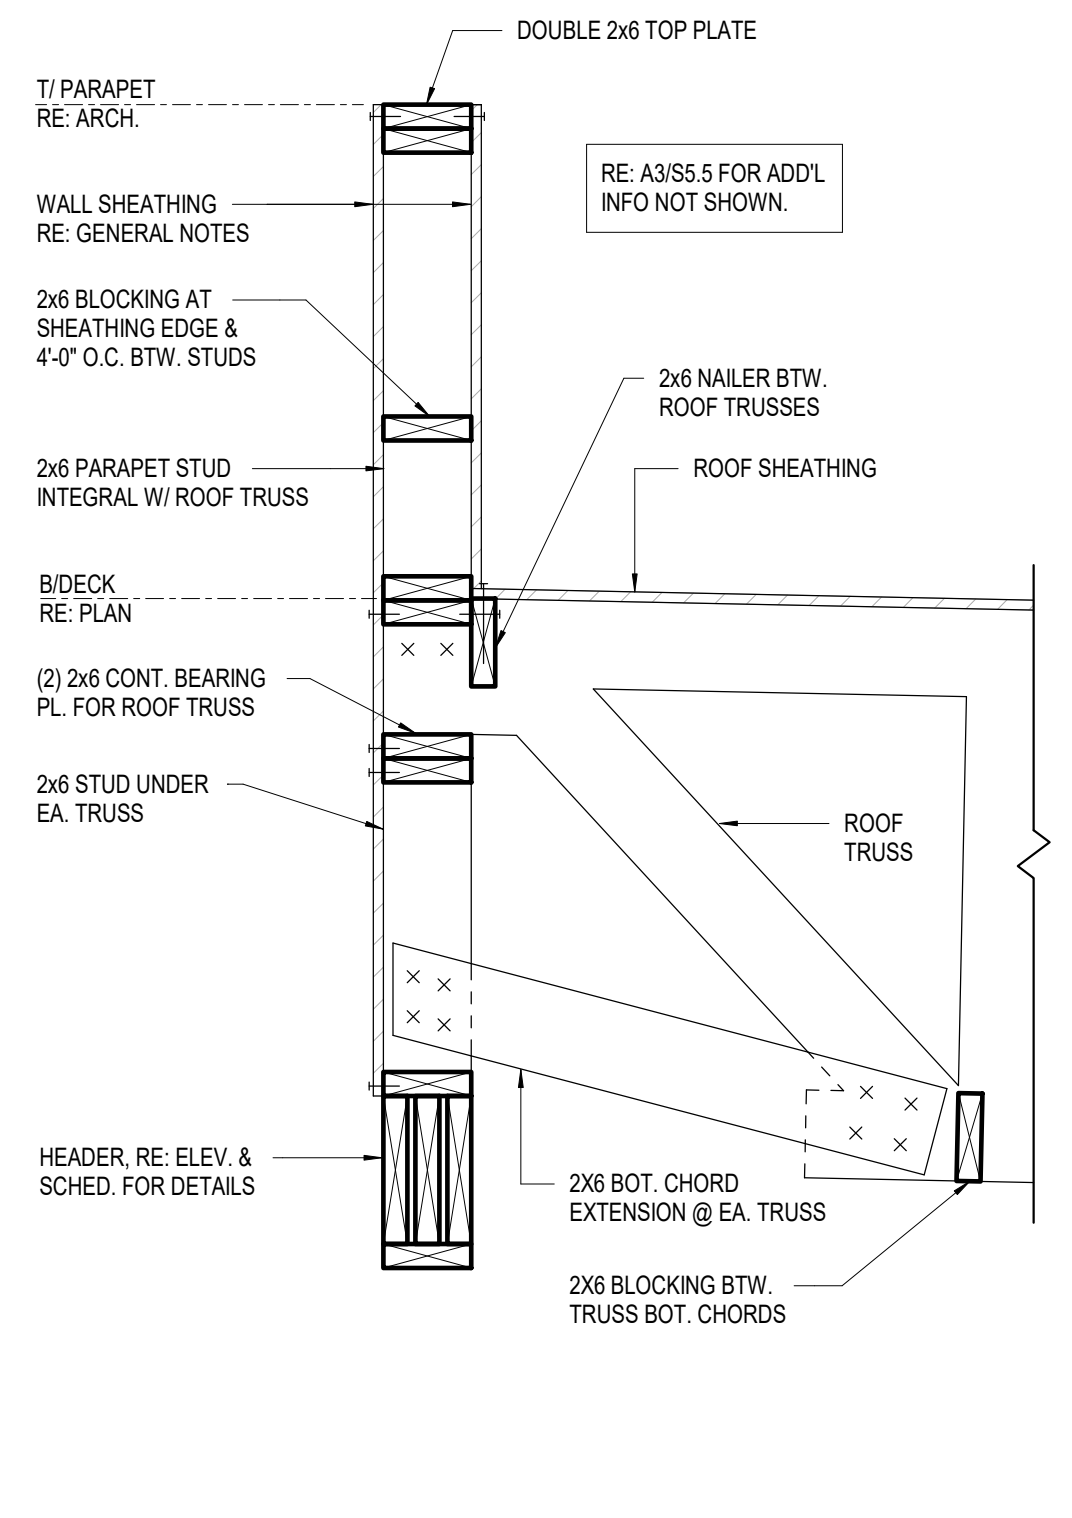 DOUBLE 2x6 TOP PLATE
T/ PARAPET
RE: ARCH.
RE: A3/S5.5 FOR ADD'L
INFO NOT SHOWN.
WALL SHEATHING
RE: GENERAL NOTES
2x6 BLOCKING AT
SHEATHING EDGE &
4'-0" O.C. BTW. STUDS
2x6 NAILER BTW.
ROOF TRUSSES
2x6 PARAPET STUD
INTEGRAL W/ ROOF TRUSS
ROOF SHEATHING
B/DECK
RE: PLAN
(2) 2x6 CONT. BEARING
PL. FOR ROOF TRUSS
2x6 STUD UNDER
EA. TRUSS
ROOF
TRUSS
HEADER, RE: ELEV. &
SCHED. FOR DETAILS
2X6 BOT. CHORD
EXTENSION @ EA. TRUSS
2X6 BLOCKING BTW.
TRUSS BOT. CHORDS